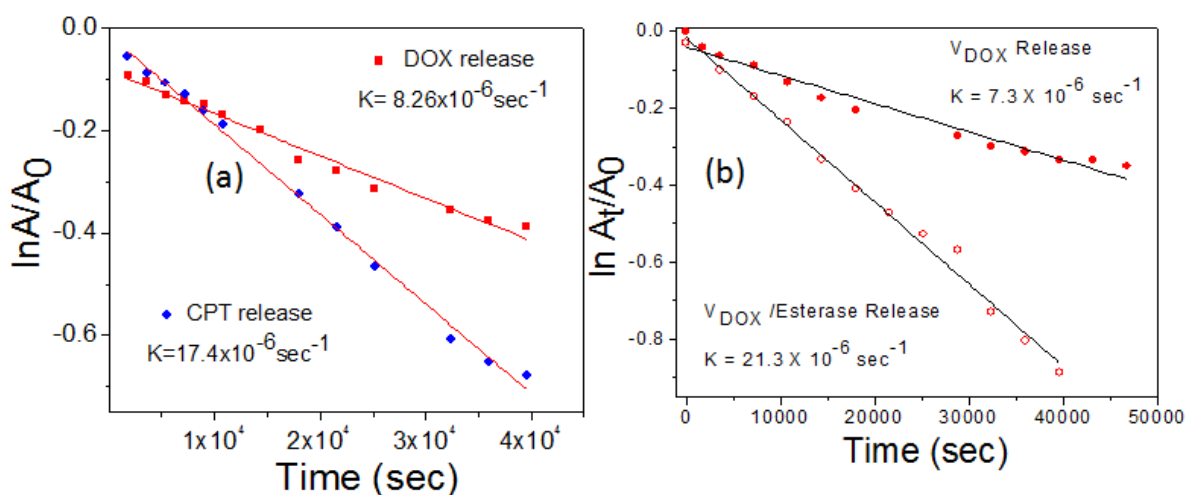 0.0
-0.2
-0.4
-0.6
lnA/A₀
DOX release
K= 8.26x10⁻⁶sec⁻¹
(a)
CPT release
K=17.4x10⁻⁶sec⁻¹
1x10⁴ 2x10⁴ 3x10⁴ 4x10⁴
Time (sec)
0.0
-0.2
-0.4
-0.6
-0.8
ln Aₜ/A₀
V DOX Release
K = 7.3 X 10⁻⁶ sec⁻¹
(b)
V DOX /Esterase Release
K = 21.3 X 10⁻⁶ sec⁻¹
0 10000 20000 30000 40000 50000
Time (sec)